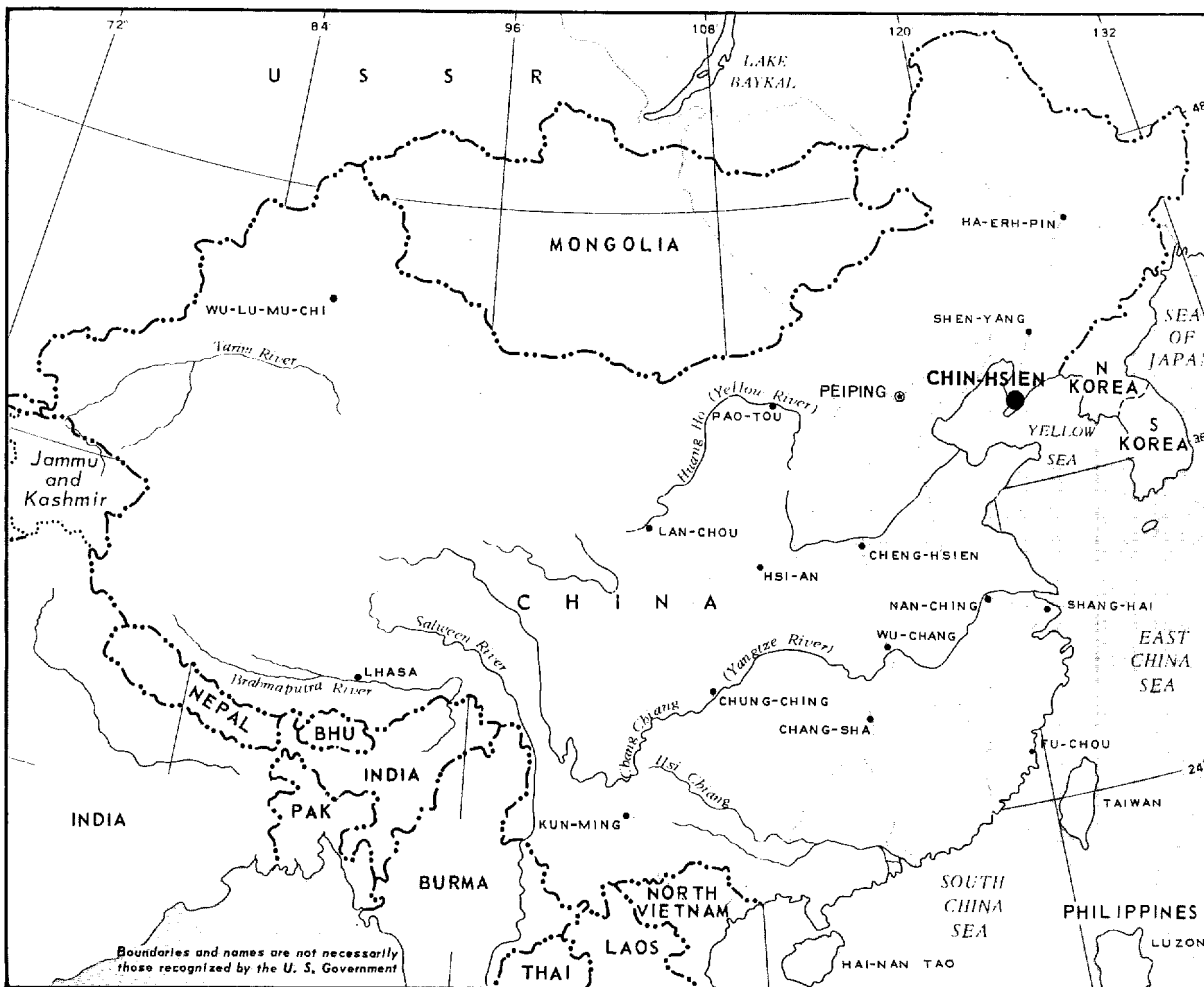 72°
84°
96°
108°
120°
132
U S S R
LAKE
BAYKAL
48
MONGOLIA
HA-ERH-PIN
WU-LU-MU-CHI
SEA
OF
JAPAN
SHEN-YANG
Tarim River
CHIN-HSIEN
PEIPING
N
KOREA
Huang Ho (Yellow River)
PAO-TOU
YELLOW
SEA
S
KOREA
36
Jammu
and
Kashmir
LAN-CHOU
CHENG-HSIEN
HSI-AN
CHINA
NAN-CHING
SHANG-HAI
Salween River
WU-CHANG
EAST
CHINA
SEA
LHASA
Brahmaputra River
Chang Chiang (Yangtze River)
CHUNG-CHING
NEPAL
BHU
CHANG-SHA
FU-CHOU
INDIA
Hsi Chiang
24°
PAK
TAIWAN
INDIA
KUN-MING
BURMA
NORTH
VIETNAM
SOUTH
CHINA
SEA
PHILIPPINES
LAOS
LUZON
Boundaries and names are not necessarily
those recognized by the U. S. Government
THAI
HAI-NAN TAO